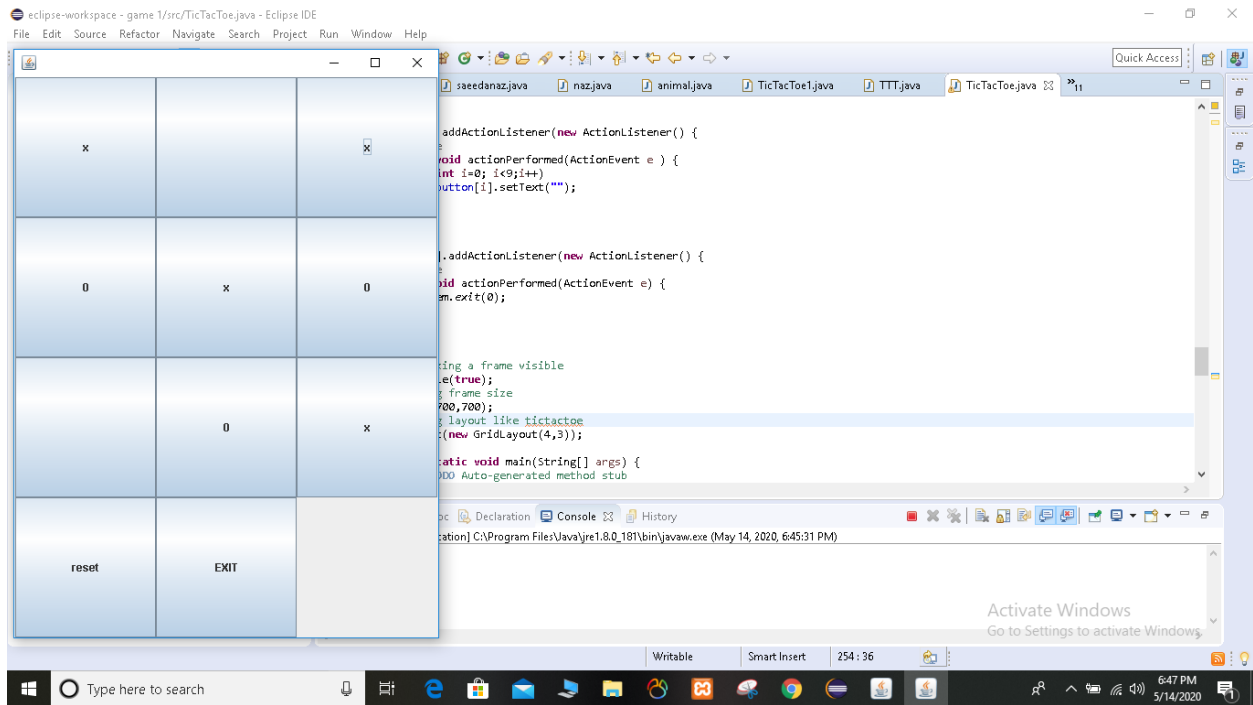 eclipse-workspace - game 1/src/TicTacToe.java - Eclipse IDE
File Edit Source Refactor Navigate Search Project Run Window Help
Quick Access
saeedanaz.java naz.java animal.java TicTacToe1.java TTT.java TicTacToe.java 11
x x
0 x 0
0 x
reset EXIT
addActionListener(new ActionListener() {
void actionPerformed(ActionEvent e ) {
int i=0; i<9;i++)
button[i].setText("");
].addActionListener(new ActionListener() {
actionPerformed(ActionEvent e) {
.exit(0);
a frame visible
(true);
frame size
700,700);
layout like tictactoe
(new GridLayout(4,3));
void main(String[] args) {
Auto-generated method stub
Declaration Console History
C:\Program Files\Java\jre1.8.0_181\bin\javaw.exe (May 14, 2020, 6:45:31 PM)
Activate Windows
Go to Settings to activate Windows.
Writable Smart Insert 254 : 36
Type here to search
6:47 PM
5/14/2020
1